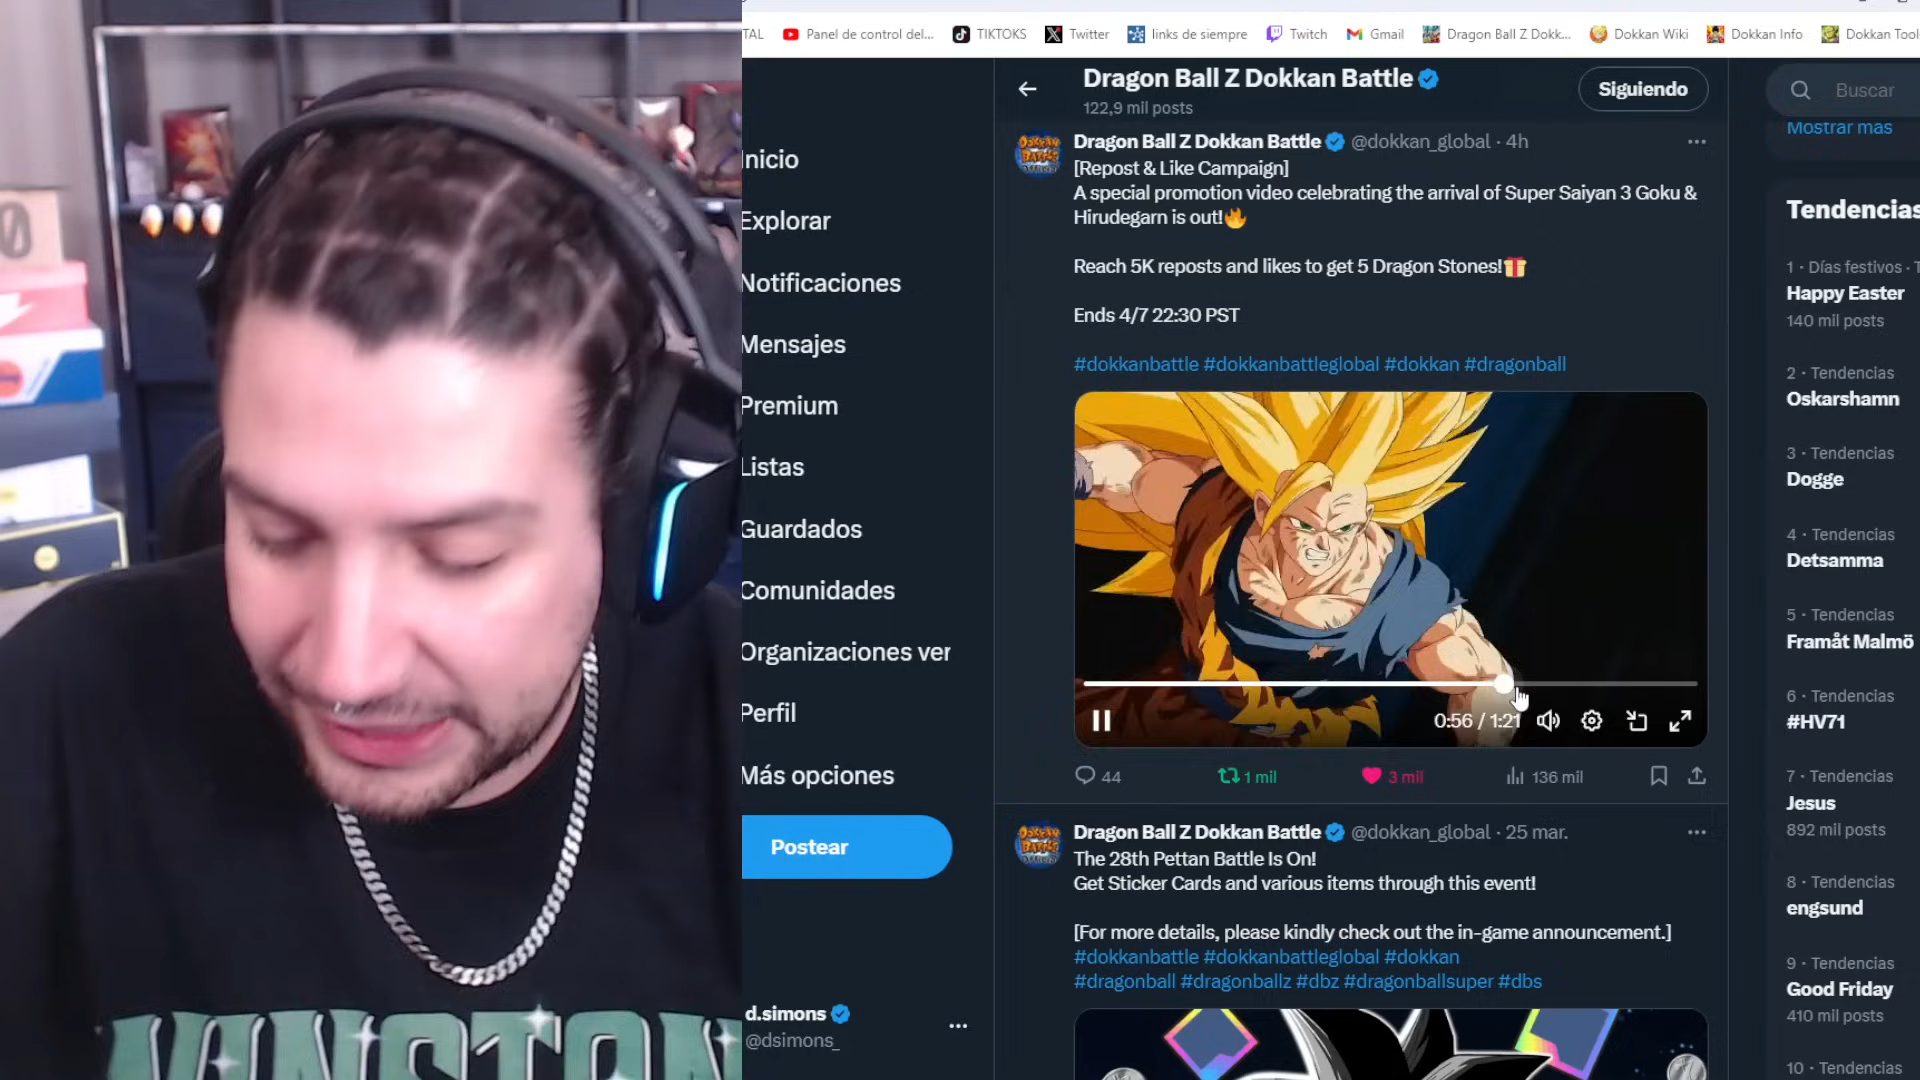 TAL
Panel de control del...
TIKTOKS
Twitter
links de siempre
Twitch
Gmail
Dragon Ball Z Dokk...
Dokkan Wiki
Dokkan Info
Dokkan Tool
Inicio
Explorar
Notificaciones
Mensajes
Premium
Listas
Guardados
Comunidades
Organizaciones ver
Perfil
Más opciones
Postear
d.simons
@dsimons_
Dragon Ball Z Dokkan Battle
122,9 mil posts
Siguiendo
Dragon Ball Z Dokkan Battle @dokkan_global · 4h
[Repost & Like Campaign]
A special promotion video celebrating the arrival of Super Saiyan 3 Goku &
Hirudegarn is out!🔥
Reach 5K reposts and likes to get 5 Dragon Stones!🎁
Ends 4/7 22:30 PST
#dokkanbattle #dokkanbattleglobal #dokkan #dragonball
0:56 / 1:21
44
1 mil
3 mil
136 mil
Dragon Ball Z Dokkan Battle @dokkan_global · 25 mar.
The 28th Pettan Battle Is On!
Get Sticker Cards and various items through this event!
[For more details, please kindly check out the in-game announcement.]
#dokkanbattle #dokkanbattleglobal #dokkan
#dragonball #dragonballz #dbz #dragonballsuper #dbs
Buscar
Mostrar más
Tendencias
1 · Días festivos · T
Happy Easter
140 mil posts
2 · Tendencias
Oskarshamn
3 · Tendencias
Dogge
4 · Tendencias
Detsamma
5 · Tendencias
Framåt Malmö
6 · Tendencias
#HV71
7 · Tendencias
Jesus
892 mil posts
8 · Tendencias
engsund
9 · Tendencias
Good Friday
410 mil posts
10 · Tendencias